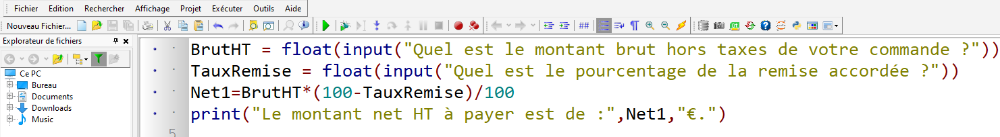 Fichier Edition Rechercher Affichage Projet Exécuter Outils Aide
Nouveau Fichier... ##
Explorateur de fichiers
Ce PC
Bureau
Documents
Downloads
Music
BrutHT = float(input("Quel est le montant brut hors taxes de votre commande ?"))
TauxRemise = float(input("Quel est le pourcentage de la remise accordée ?"))
Net1=BrutHT*(100-TauxRemise)/100
print("Le montant net HT à payer est de :",Net1,"€.")
5